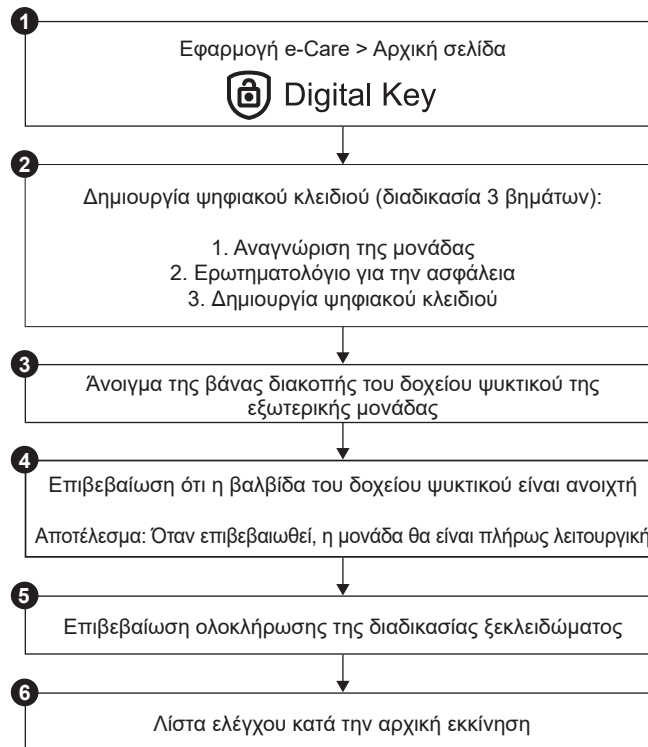 1
Εφαρμογή e-Care > Αρχική σελίδα
Digital Key
2
Δημιουργία ψηφιακού κλειδιού (διαδικασία 3 βημάτων):
1. Αναγνώριση της μονάδας
2. Ερωτηματολόγιο για την ασφάλεια
3. Δημιουργία ψηφιακού κλειδιού
3
Άνοιγμα της βάνας διακοπής του δοχείου ψυκτικού της
εξωτερικής μονάδας
4
Επιβεβαίωση ότι η βαλβίδα του δοχείου ψυκτικού είναι ανοιχτή
Αποτέλεσμα: Όταν επιβεβαιωθεί, η μονάδα θα είναι πλήρως λειτουργική
5
Επιβεβαίωση ολοκλήρωσης της διαδικασίας ξεκλειδώματος
6
Λίστα ελέγχου κατά την αρχική εκκίνηση